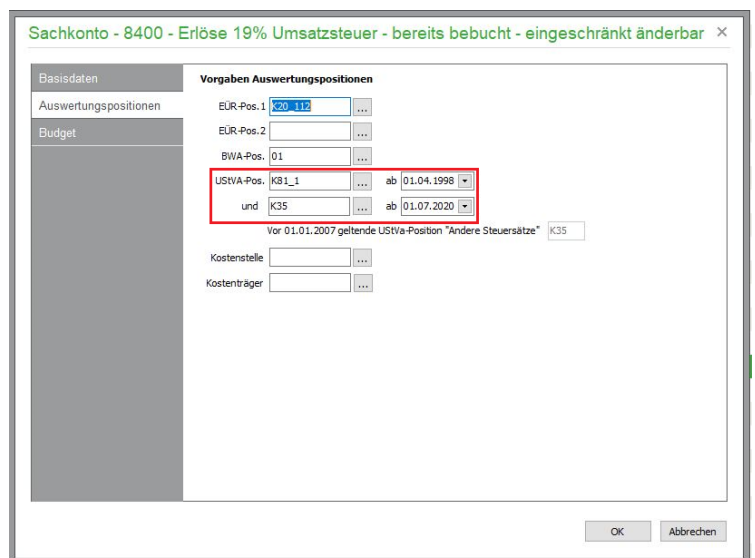 Sachkonto - 8400 - Erlöse 19% Umsatzsteuer - bereits bebucht - eingeschränkt änderbar ×
Basisdaten
Auswertungspositionen
Budget
Vorgaben Auswertungspositionen
EÜR-Pos.1 K20_112 ...
EÜR-Pos.2 ...
BWA-Pos. 01 ...
UStVA-Pos. K81_1 ... ab 01.04.1998
und K35 ... ab 01.07.2020
Vor 01.01.2007 geltende UStVa-Position "Andere Steuersätze" K35
Kostenstelle ...
Kostenträger ...
OK Abbrechen